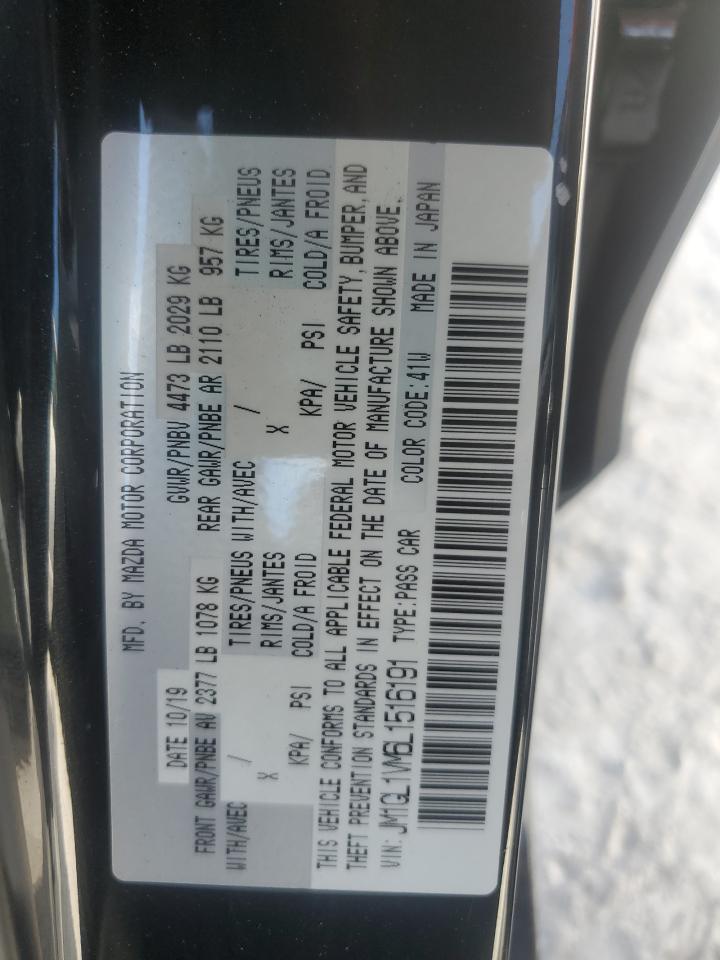 MFD. BY MAZDA MOTOR CORPORATION
DATE 10/19 GVWR/PNBV 4473 LB 2029 KG
FRONT GAWR/PNBE AV 2377 LB 1078 KG REAR GAWR/PNBE AR 2110 LB 957 KG
WITH/AVEC / TIRES/PNEUS WITH/AVEC / TIRES/PNEUS
X RIMS/JANTES X RIMS/JANTES
KPA/ PSI COLD/A FROID KPA/ PSI COLD/A FROID
THIS VEHICLE CONFORMS TO ALL APPLICABLE FEDERAL MOTOR VEHICLE SAFETY, BUMPER, AND
THEFT PREVENTION STANDARDS IN EFFECT ON THE DATE OF MANUFACTURE SHOWN ABOVE.
VIN: JM1GL1VM6L1516191 TYPE:PASS CAR COLOR CODE:41W MADE IN JAPAN